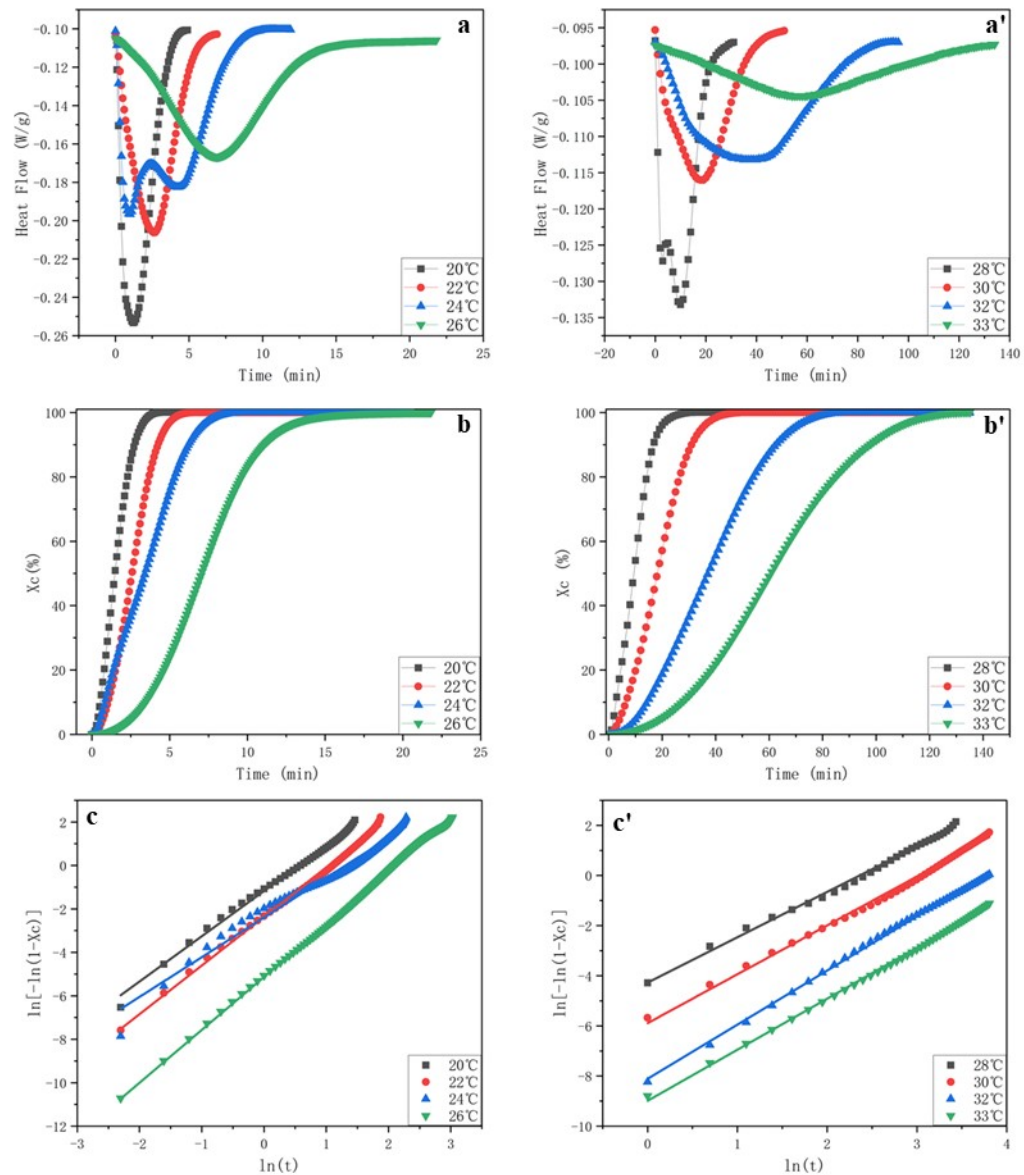 a
-0.10
-0.12
-0.14
-0.16
-0.18
-0.20
-0.22
-0.24
-0.26
Heat Flow (W/g)
0 5 10 15 20 25
Time (min)
20℃
22℃
24℃
26℃
a'
-0.095
-0.100
-0.105
-0.110
-0.115
-0.120
-0.125
-0.130
-0.135
Heat Flow (W/g)
-20 0 20 40 60 80 100 120 140
Time (min)
28℃
30℃
32℃
33℃
b
100
80
60
40
20
0
Xc(%)
0 5 10 15 20 25
Time (min)
20℃
22℃
24℃
26℃
b'
100
80
60
40
20
0
Xc (%)
0 20 40 60 80 100 120 140
Time (min)
28℃
30℃
32℃
33℃
c
2
0
-2
-4
-6
-8
-10
-12
ln[-ln(1-Xc)]
-3 -2 -1 0 1 2 3
ln(t)
20℃
22℃
24℃
26℃
c'
2
0
-2
-4
-6
-8
-10
ln[-ln(1-Xc)]
0 1 2 3 4
ln(t)
28℃
30℃
32℃
33℃